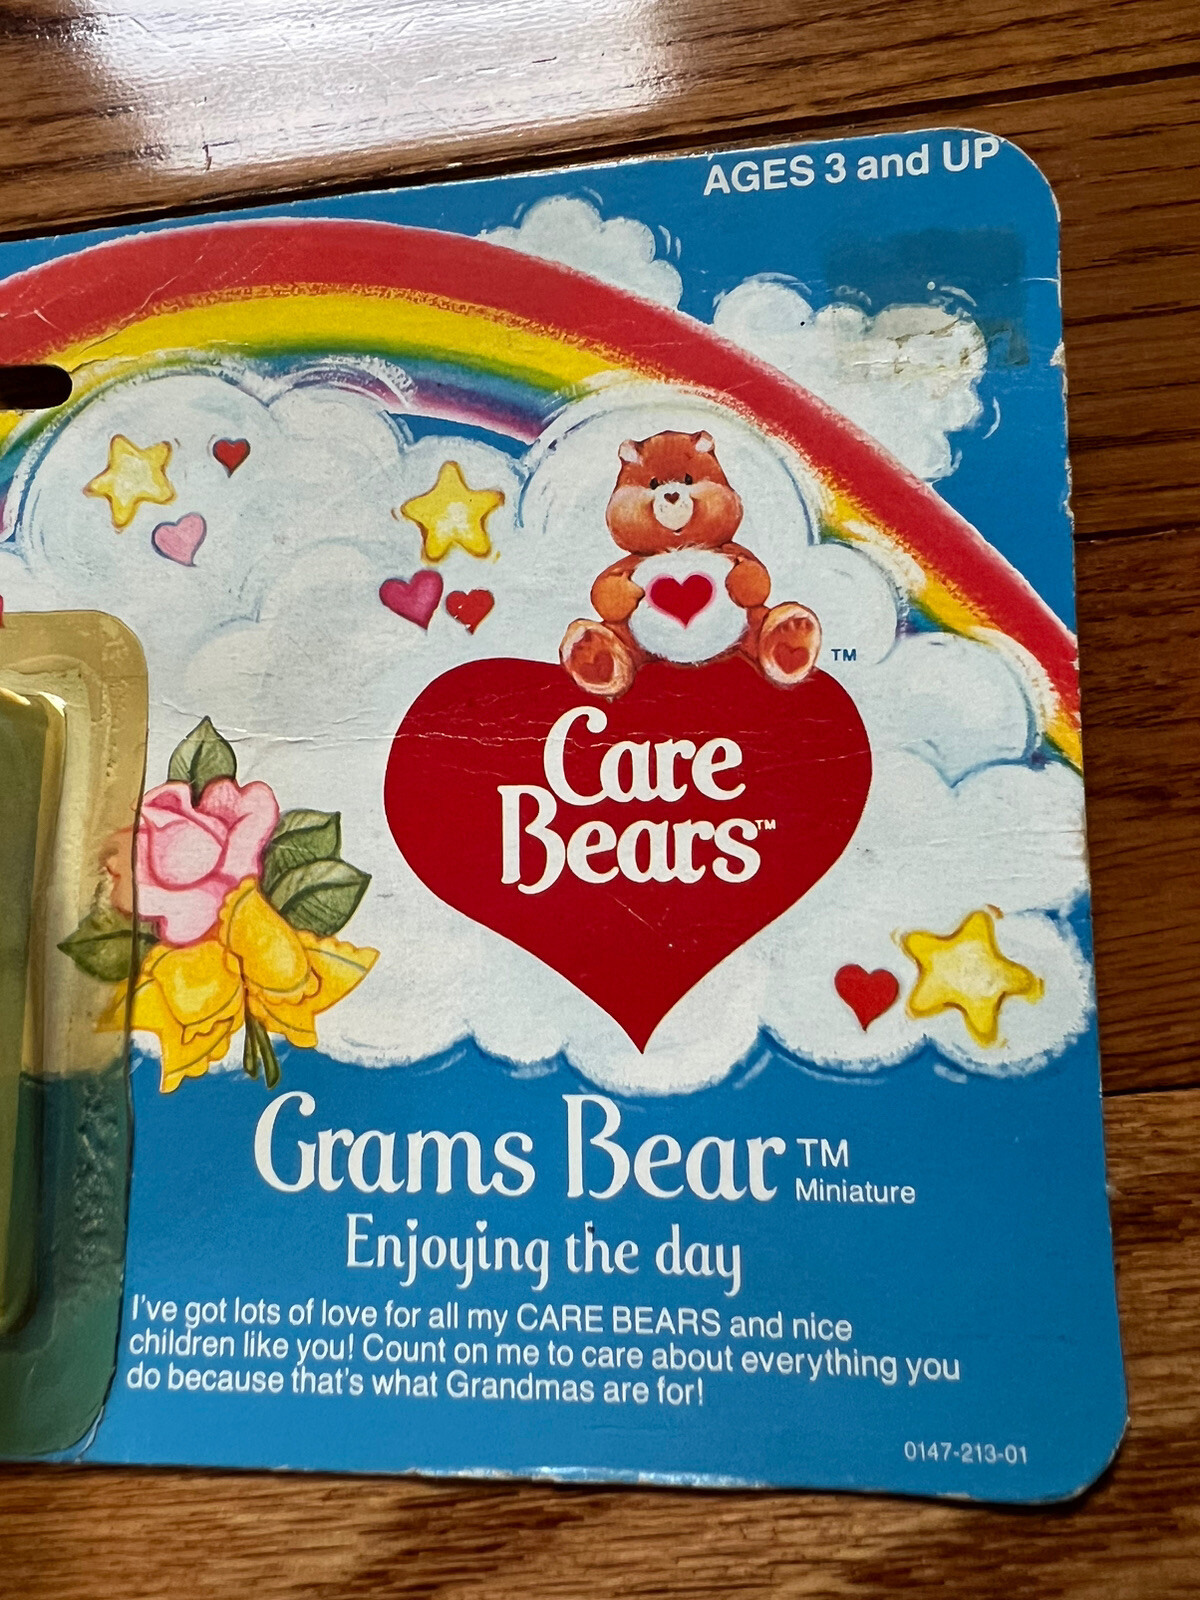 AGES 3 and UP
TM
Care
Bears™
Grams Bear TM
Miniature
Enjoying the day
I've got lots of love for all my CARE BEARS and nice
children like you! Count on me to care about everything you
do because that's what Grandmas are for!
0147-213-01